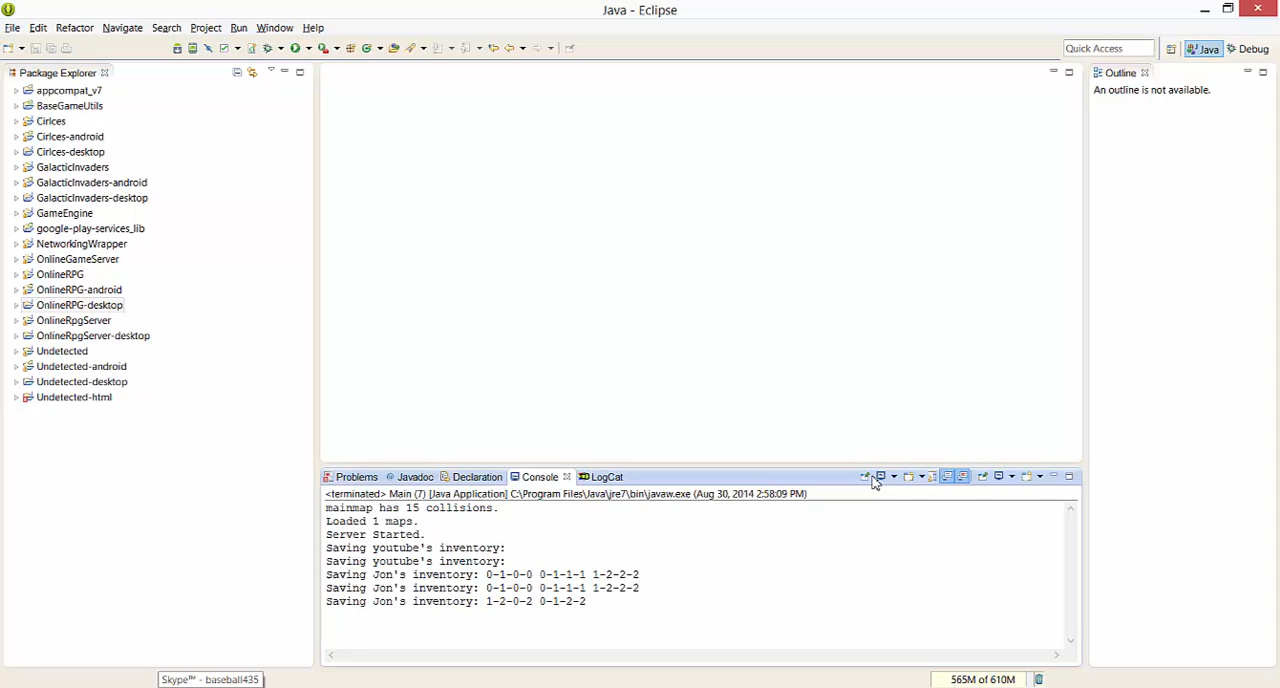 Java - Eclipse
File Edit Refactor Navigate Search Project Run Window Help
Quick Access
Java
Debug
Package Explorer
appcompat_v7
BaseGameUtils
Cirlces
Cirlces-android
Cirlces-desktop
GalacticInvaders
GalacticInvaders-android
GalacticInvaders-desktop
GameEngine
google-play-services_lib
NetworkingWrapper
OnlineGameServer
OnlineRPG
OnlineRPG-android
OnlineRPG-desktop
OnlineRpgServer
OnlineRpgServer-desktop
Undetected
Undetected-android
Undetected-desktop
Undetected-html
Outline
An outline is not available.
Problems Javadoc Declaration Console LogCat
<terminated> Main (7) [Java Application] C:\Program Files\Java\jre7\bin\javaw.exe (Aug 30, 2014 2:58:09 PM)
mainmap has 15 collisions.
Loaded 1 maps.
Server Started.
Saving youtube's inventory:
Saving youtube's inventory:
Saving Jon's inventory: 0-1-0-0 0-1-1-1 1-2-2-2
Saving Jon's inventory: 0-1-0-0 0-1-1-1 1-2-2-2
Saving Jon's inventory: 1-2-0-2 0-1-2-2
Skype™ - baseball435
565M of 610M